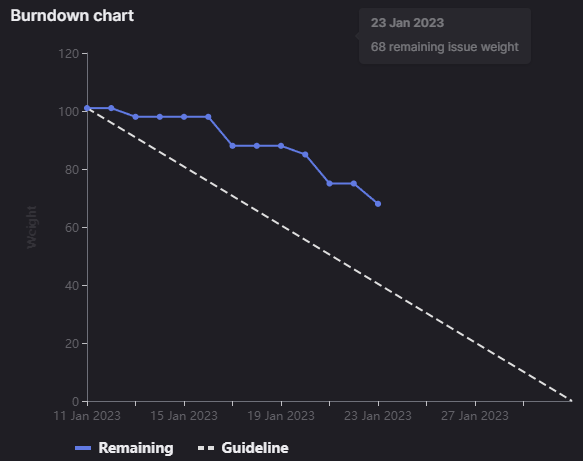 Burndown chart
23 Jan 2023
68 remaining issue weight
120
100
80
60
40
20
0
Weight
11 Jan 2023
15 Jan 2023
19 Jan 2023
23 Jan 2023
27 Jan 2023
Remaining
Guideline